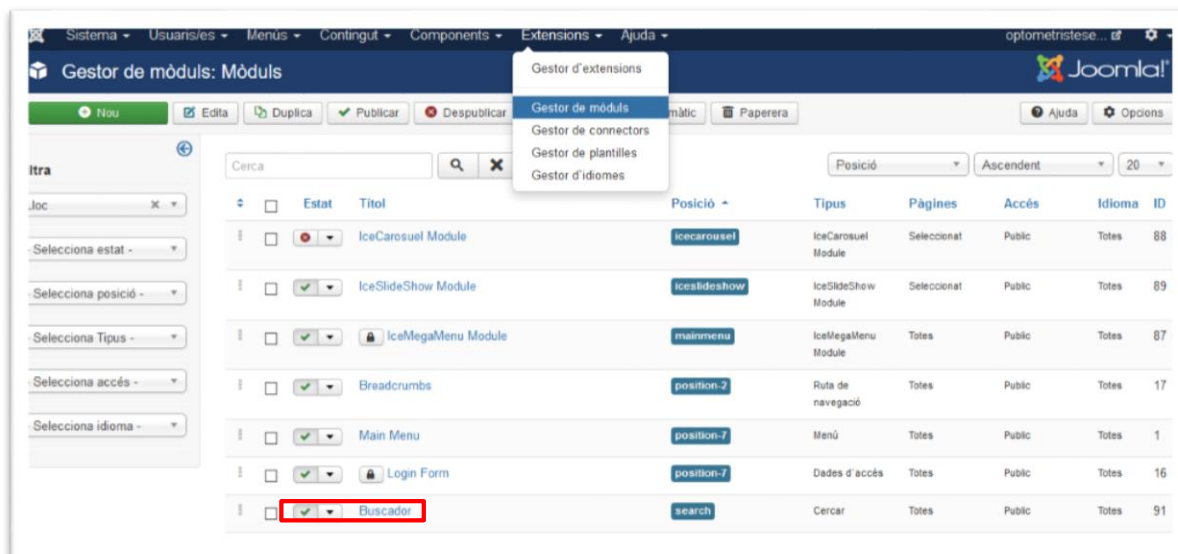 Sistema Usuaris/es Menús Contingut Components Extensions Ajuda optometristese...
Gestor de mòduls: Mòduls Joomla!
Gestor d'extensions
Gestor de mòduls
Gestor de connectors
Gestor de plantilles
Gestor d'idiomes
Nou Edita Duplica Publicar Despublicar màtic Paperera Ajuda Opcions
ltra Cerca Posició Ascendent 20
Lloc
- Selecciona estat -
Selecciona posició -
Selecciona Tipus -
Selecciona accés -
Selecciona idioma -
Estat Títol Posició Tipus Pàgines Accés Idioma ID
IceCarosuel Module icecarousel IceCarosuel Module Seleccionat Public Totes 88
IceSlideShow Module iceslideshow IceSlideShow Module Seleccionat Public Totes 89
IceMegaMenu Module mainmenu IceMegaMenu Module Totes Public Totes 87
Breadcrumbs position-2 Ruta de navegació Totes Public Totes 17
Main Menu position-7 Menú Totes Public Totes 1
Login Form position-7 Dades d'accés Totes Public Totes 16
Buscador search Cercar Totes Public Totes 91